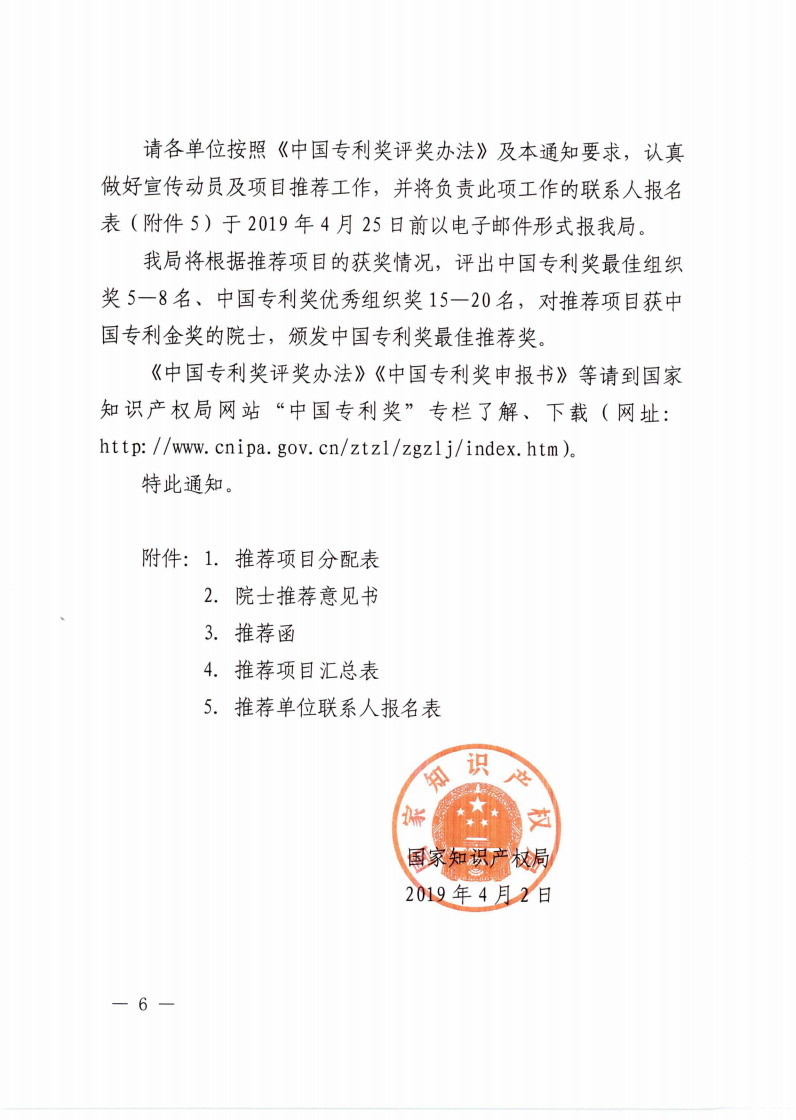 请各单位按照《中国专利奖评奖办法》及本通知要求，认真
做好宣传动员及项目推荐工作，并将负责此项工作的联系人报名
表（附件5）于2019年4月25日前以电子邮件形式报我局。
我局将根据推荐项目的获奖情况，评出中国专利奖最佳组织
奖5—8名、中国专利奖优秀组织奖15—20名，对推荐项目获中
国专利金奖的院士，颁发中国专利奖最佳推荐奖。
《中国专利奖评奖办法》《中国专利奖申报书》等请到国家
知识产权局网站“中国专利奖”专栏了解、下载（网址：
http://www.cnipa.gov.cn/ztzl/zgzlj/index.htm）。
特此通知。
附件：1. 推荐项目分配表
2. 院士推荐意见书
3. 推荐函
4. 推荐项目汇总表
5. 推荐单位联系人报名表
国家知识产权局
国家知识产权局
2019年4月2日
— 6 —